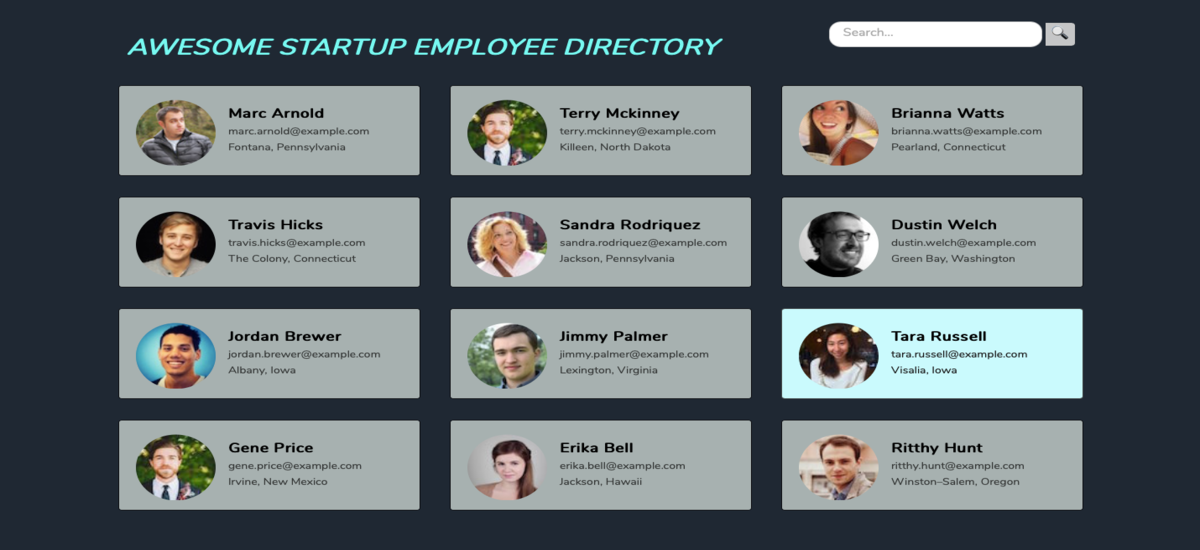 AWESOME STARTUP EMPLOYEE DIRECTORY
Search...
Marc Arnold
marc.arnold@example.com
Fontana, Pennsylvania
Terry Mckinney
terry.mckinney@example.com
Killeen, North Dakota
Brianna Watts
brianna.watts@example.com
Pearland, Connecticut
Travis Hicks
travis.hicks@example.com
The Colony, Connecticut
Sandra Rodriquez
sandra.rodriquez@example.com
Jackson, Pennsylvania
Dustin Welch
dustin.welch@example.com
Green Bay, Washington
Jordan Brewer
jordan.brewer@example.com
Albany, Iowa
Jimmy Palmer
jimmy.palmer@example.com
Lexington, Virginia
Tara Russell
tara.russell@example.com
Visalia, Iowa
Gene Price
gene.price@example.com
Irvine, New Mexico
Erika Bell
erika.bell@example.com
Jackson, Hawaii
Ritthy Hunt
ritthy.hunt@example.com
Winston–Salem, Oregon